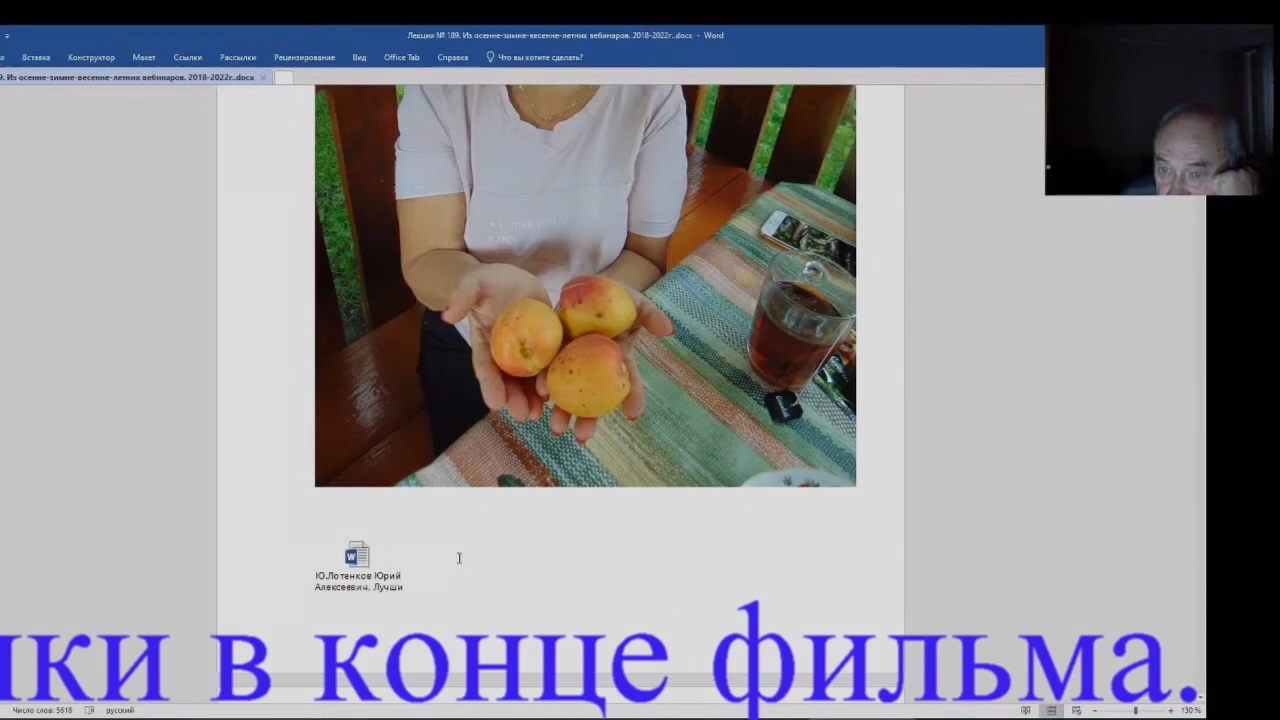 Лекция № 189. Из осенне-зимне-весенне-летних вебинаров. 2018-2022г..docx - Word
Вставка Конструктор Макет Ссылки Рассылки Рецензирование Вид Office Tab Справка Что вы хотите сделать?
9. Из осенне-зимне-весенне-летних вебинаров. 2018-2022г..docx
Ю.Лотенков Юрий
Алексеевич. Лучши
ики в конце фильма.
Число слов: 5618 русский 130%